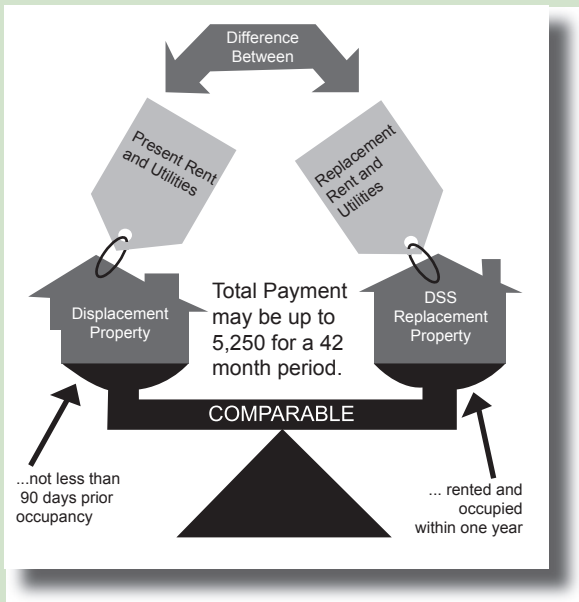 Difference
Between
Present Rent
and Utilities
Replacement
Rent and
Utilities
Displacement
Property
Total Payment
may be up to
5,250 for a 42
month period.
DSS
Replacement
Property
COMPARABLE
...not less than
90 days prior
occupancy
... rented and
occupied
within one year